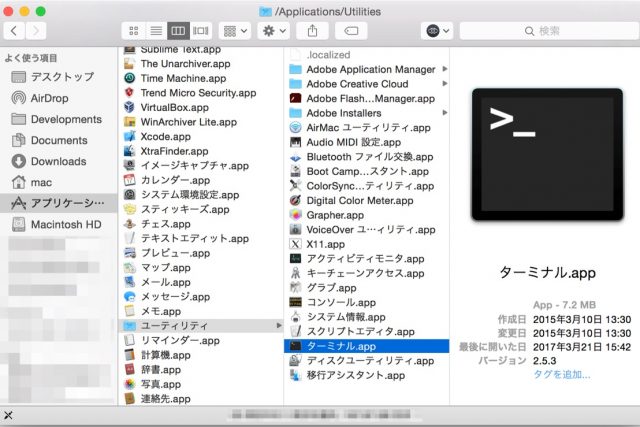 /Applications/Utilities
検索
よく使う項目
デスクトップ
AirDrop
Developments
Documents
Downloads
mac
アプリケーシ...
Macintosh HD
Sublime Text.app
The Unarchiver.app
Time Machine.app
Trend Micro Security.app
VirtualBox.app
WinArchiver Lite.app
Xcode.app
XtraFinder.app
イメージキャプチャ.app
カレンダー.app
システム環境設定.app
スティッキーズ.app
チェス.app
テキストエディット.app
プレビュー.app
マップ.app
メール.app
メッセージ.app
メモ.app
ユーティリティ
リマインダー.app
計算機.app
辞書.app
写真.app
連絡先.app
.localized
Adobe Application Manager
Adobe Creative Cloud
Adobe Flash...Manager.app
Adobe Installers
AirMac ユーティリティ.app
Audio MIDI 設定.app
Bluetooth ファイル交換.app
Boot Camp...スタント.app
ColorSync...ティリティ.app
Digital Color Meter.app
Grapher.app
VoiceOver ユ...ィリティ.app
X11.app
アクティビティモニタ.app
キーチェーンアクセス.app
グラブ.app
コンソール.app
システム情報.app
スクリプトエディタ.app
ターミナル.app
ディスクユーティリティ.app
移行アシスタント.app
>_
ターミナル.app
App - 7.2 MB
作成日 2015年3月10日 13:30
変更日 2015年3月10日 13:30
最後に開いた日 2017年3月21日 15:42
バージョン 2.5.3
タグを追加...